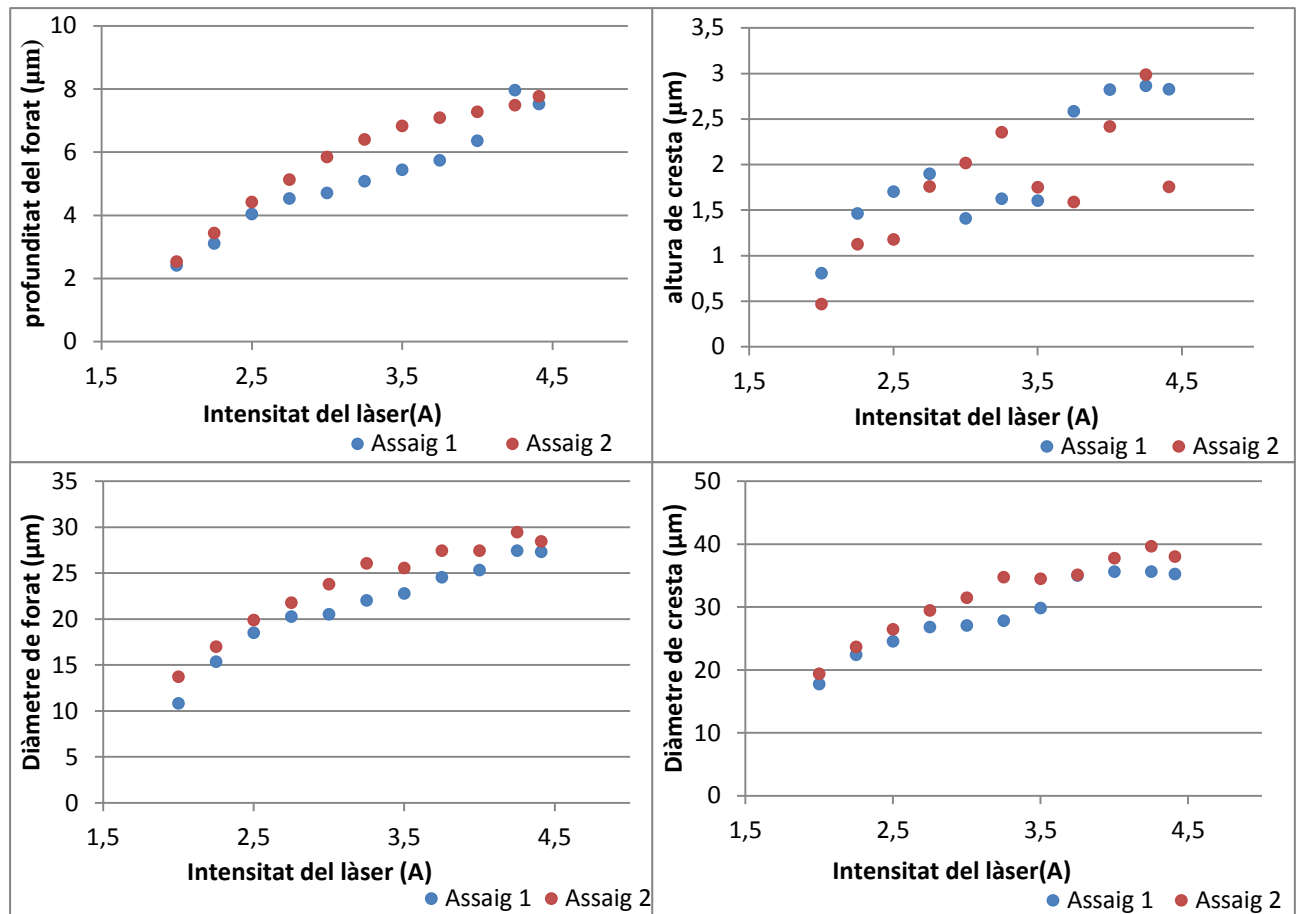 profunditat del forat (µm)
10
8
6
4
2
0
1,5 2,5 3,5 4,5
Intensitat del làser(A)
Assaig 1 Assaig 2
altura de cresta (µm)
3,5
3
2,5
2
1,5
1
0,5
0
1,5 2,5 3,5 4,5
Intensitat del làser (A)
Assaig 1 Assaig 2
Diàmetre de forat (µm)
35
30
25
20
15
10
5
0
1,5 2,5 3,5 4,5
Intensitat del làser (A)
Assaig 1 Assaig 2
Diàmetre de cresta (µm)
50
40
30
20
10
0
1,5 2,5 3,5 4,5
Intensitat del làser(A)
Assaig 1 Assaig 2